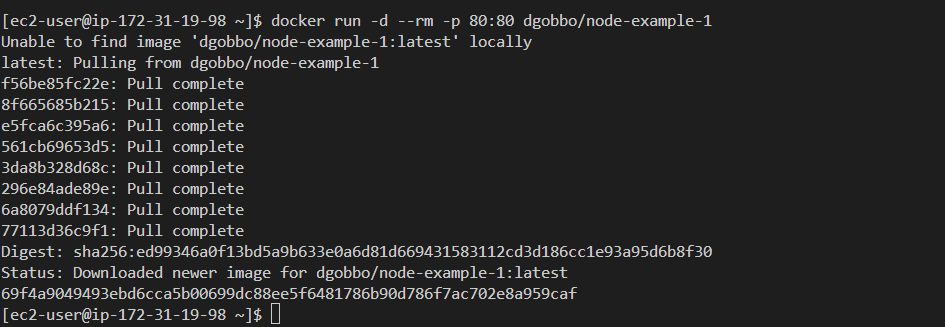 [ec2-user@ip-172-31-19-98 ~]$ docker run -d --rm -p 80:80 dgobbo/node-example-1
Unable to find image 'dgobbo/node-example-1:latest' locally
latest: Pulling from dgobbo/node-example-1
f56be85fc22e: Pull complete
8f665685b215: Pull complete
e5fca6c395a6: Pull complete
561cb69653d5: Pull complete
3da8b328d68c: Pull complete
296e84ade89e: Pull complete
6a8079ddf134: Pull complete
77113d36c9f1: Pull complete
Digest: sha256:ed99346a0f13bd5a9b633e0a6d81d669431583112cd3d186cc1e93a95d6b8f30
Status: Downloaded newer image for dgobbo/node-example-1:latest
69f4a9049493ebd6cca5b00699dc88ee5f6481786b90d786f7ac702e8a959caf
[ec2-user@ip-172-31-19-98 ~]$